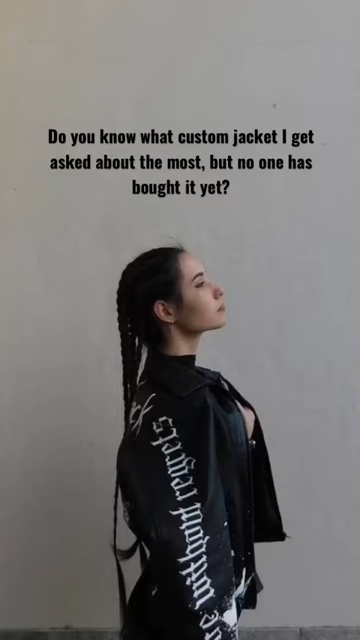 Do you know what custom jacket I get
asked about the most, but no one has
bought it yet?
without regrets